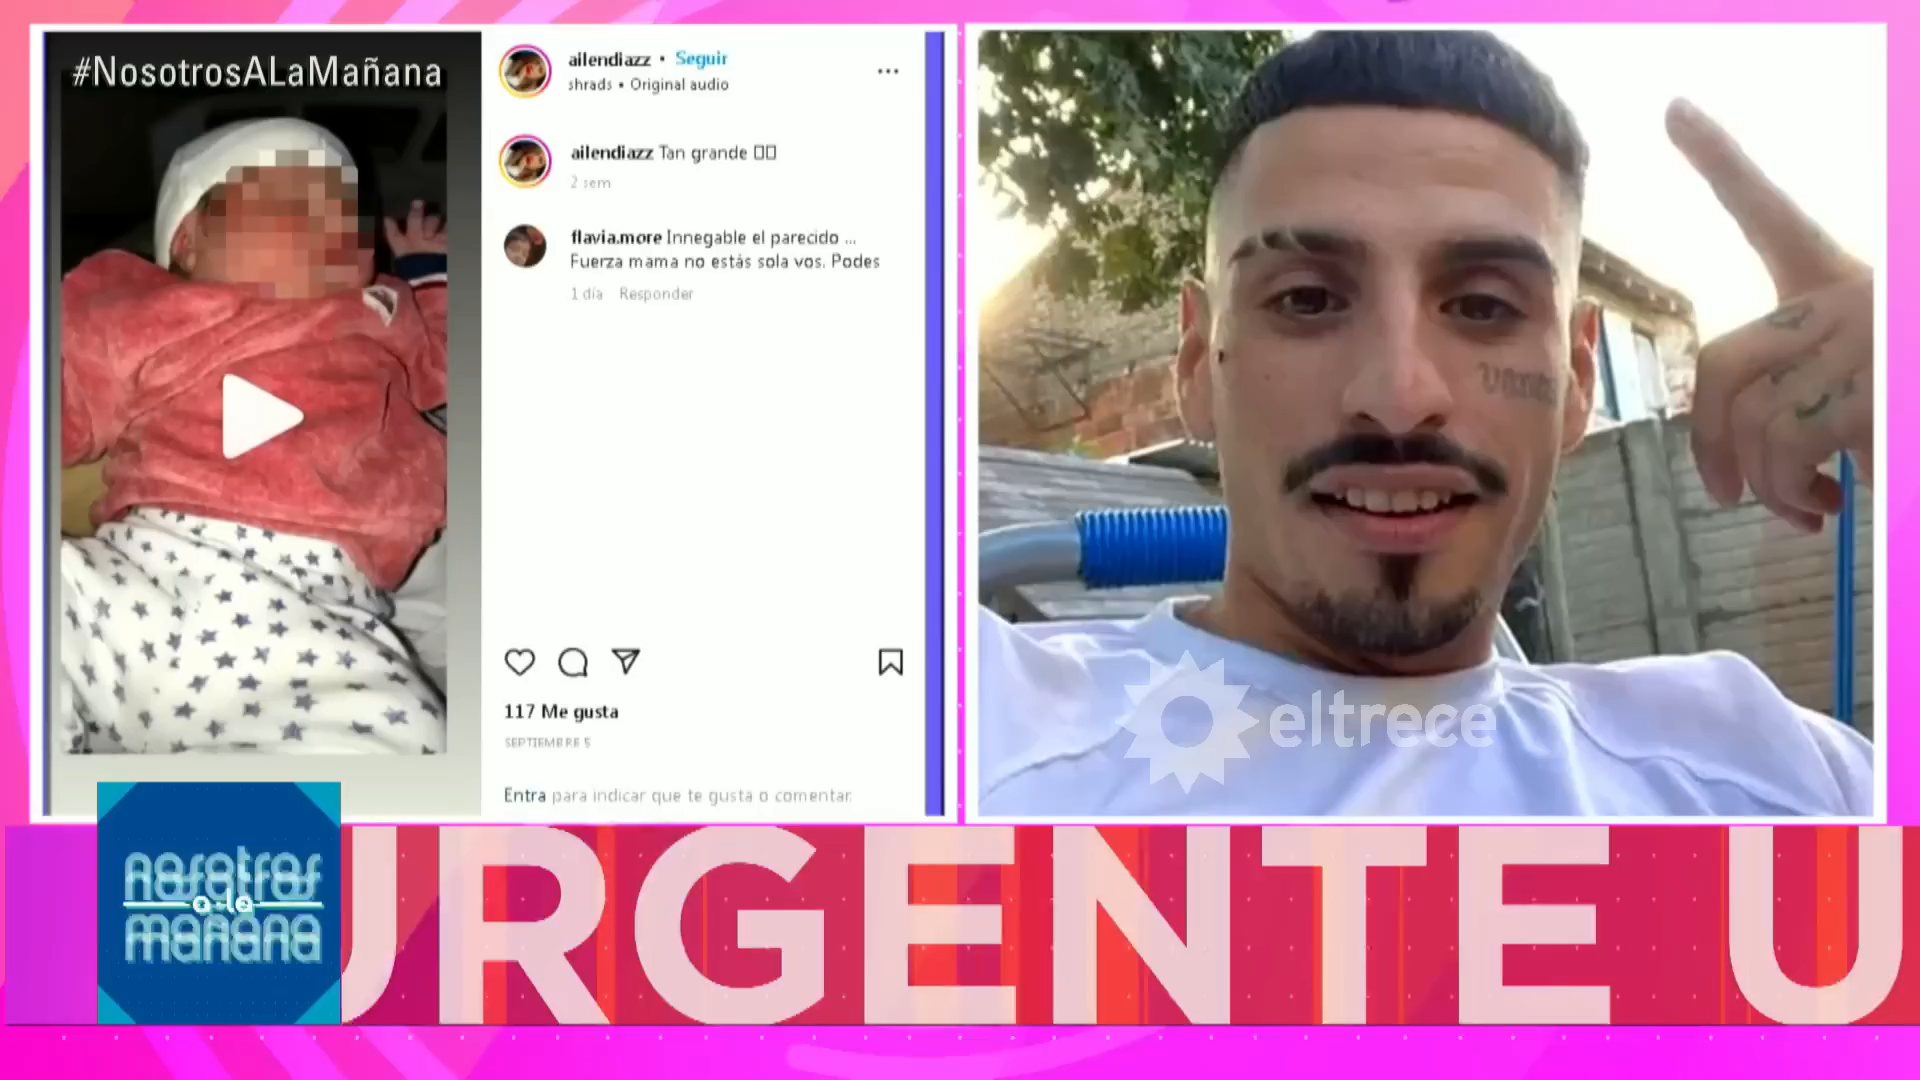 #NosotrosALaMañana
ailendiazz • Seguir
shrads • Original audio
ailendiazz Tan grande
2 sem
flavia.more Innegable el parecido ...
Fuerza mama no estás sola vos. Podes
1 día Responder
117 Me gusta
SEPTIEMBRE 5
Entra para indicar que te gusta o comentar.
eltrece
nosotros
a la
mañana
URGENTE U